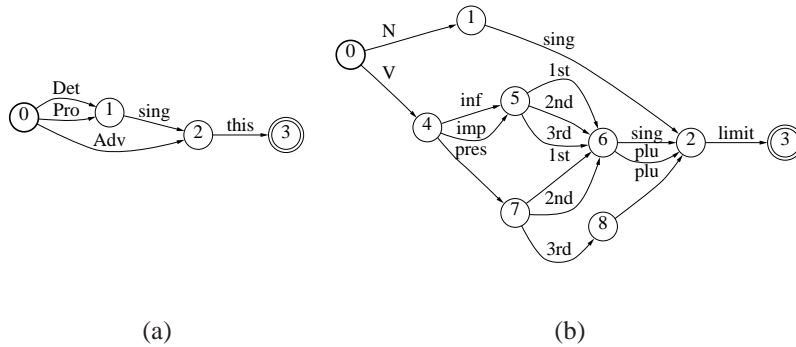 Det
Pro
Adv
sing
this
0
1
2
3
(a)
N
V
sing
inf
imp
pres
1st
2nd
3rd
1st
2nd
3rd
sing
plu
plu
limit
0
1
4
5
6
7
8
2
3
(b)